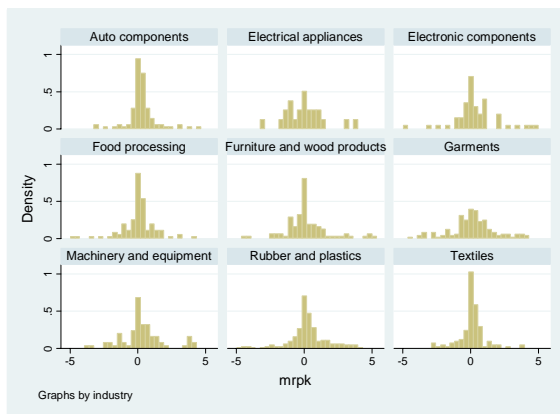 Auto components
Electrical appliances
Electronic components
Food processing
Furniture and wood products
Garments
Machinery and equipment
Rubber and plastics
Textiles
0 .5 1
0 .5 1
0 .5 1
-5 0 5
-5 0 5
-5 0 5
Density
mrpk
Graphs by industry